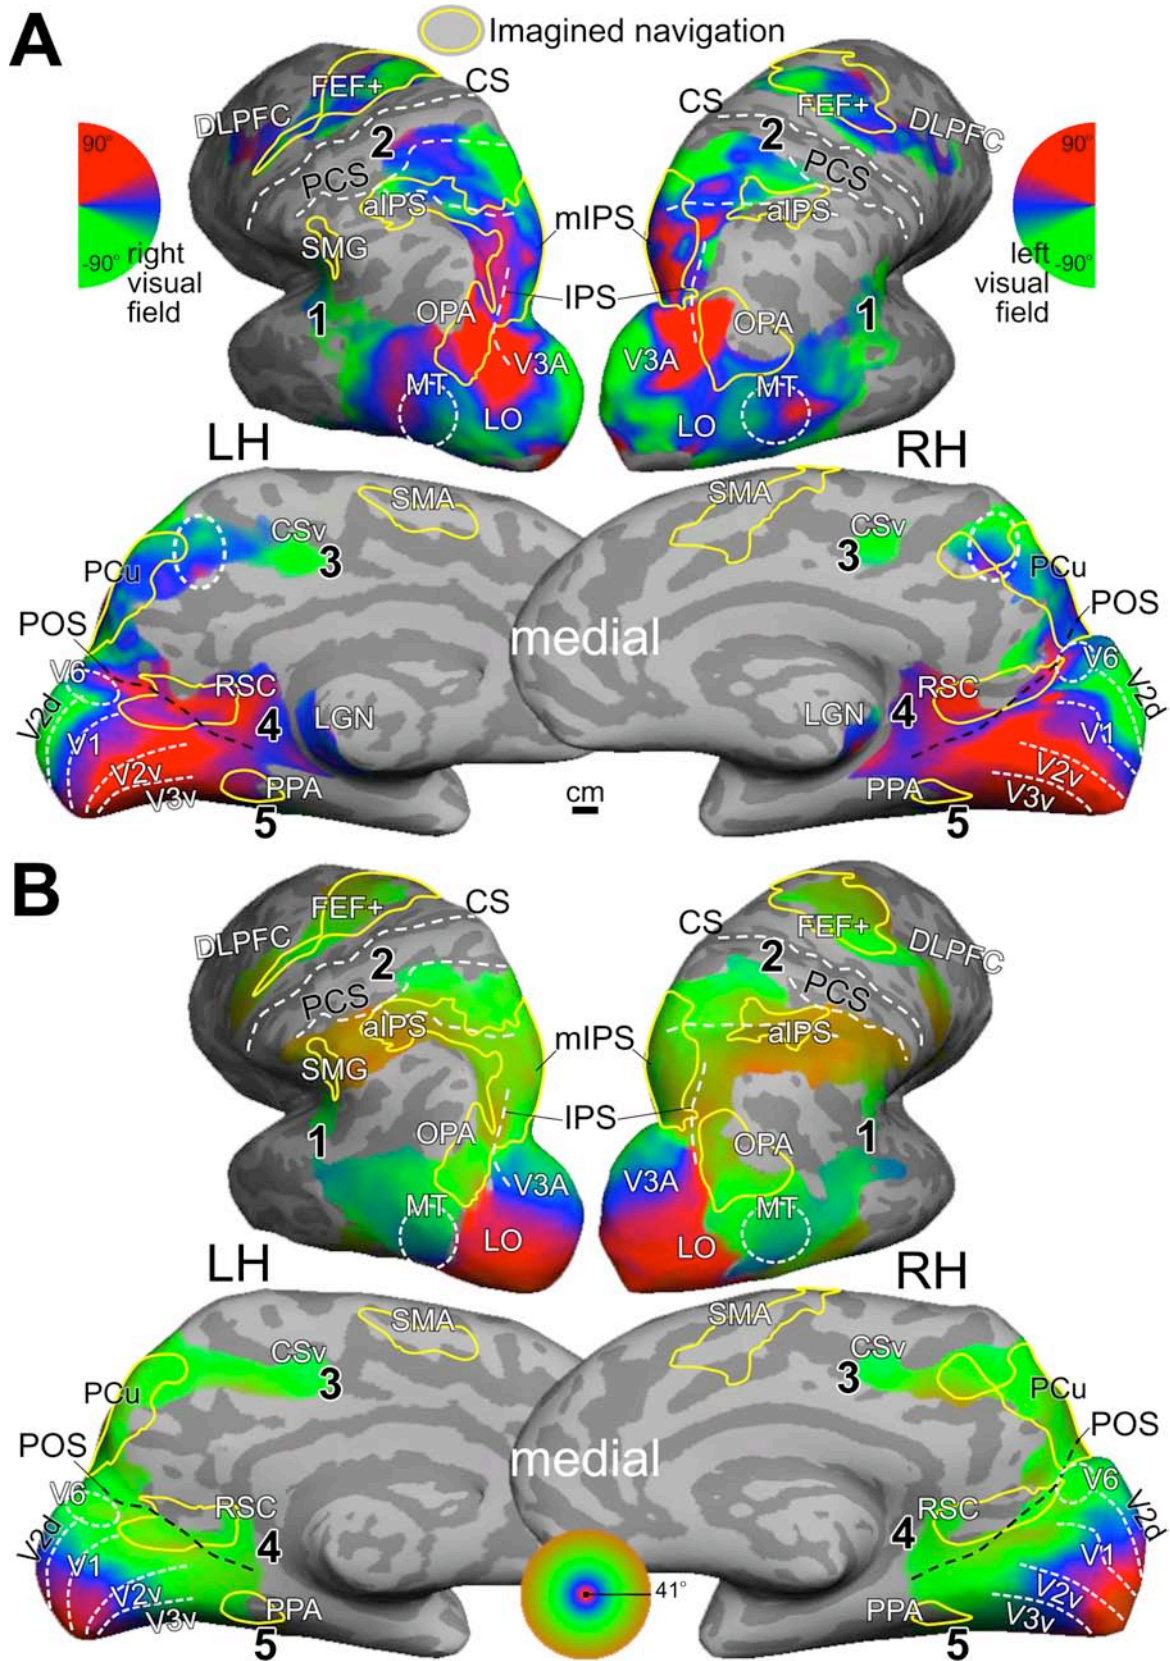 A
Imagined navigation
FEF+
CS
DLPFC
2
PCS
aIPS
SMG
mIPS
IPS
OPA
1
V3A
MT
LO
LH
90°
-90°
right
visual
field
CS
FEF+
DLPFC
2
PCS
aIPS
OPA
1
V3A
MT
LO
RH
90°
-90°
left
visual
field
SMA
CSv
3
PCu
POS
V6
V2d
V1
V2v
V3v
RSC
4
LGN
PPA
5
medial
cm
SMA
CSv
3
PCu
POS
V6
V2d
V1
V2v
V3v
RSC
4
LGN
PPA
5
B
FEF+
CS
DLPFC
2
PCS
aIPS
SMG
mIPS
IPS
OPA
1
V3A
MT
LO
LH
CS
FEF+
DLPFC
2
PCS
aIPS
OPA
1
V3A
MT
LO
RH
SMA
CSv
3
PCu
POS
V6
V2d
V1
V2v
V3v
RSC
4
PPA
5
medial
41°
SMA
CSv
3
PCu
POS
V6
V2d
V1
V2v
V3v
RSC
4
PPA
5